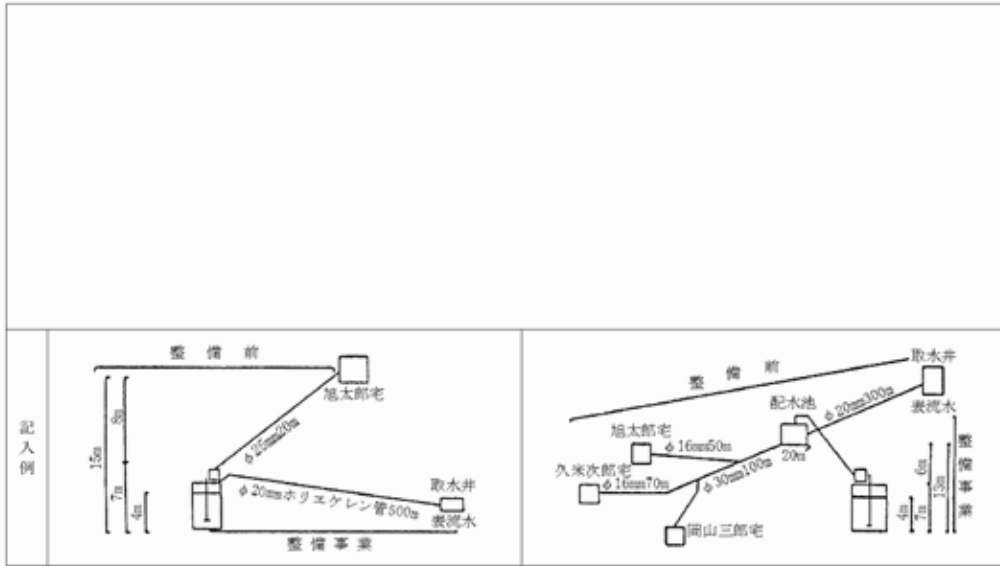 記入例
整備前
旭太郎宅
φ25mm20m
8m
15m
7m
4m
φ20mmホリエケレン管500m
取水井
表流水
整備事業
整備前
取水井
表流水
配水池
φ20mm300m
旭太郎宅
φ16mm50m
20m
φ30mm100m
久米次郎宅
φ16mm70m
岡山三郎宅
6m
13m
4m
7m
整備事業